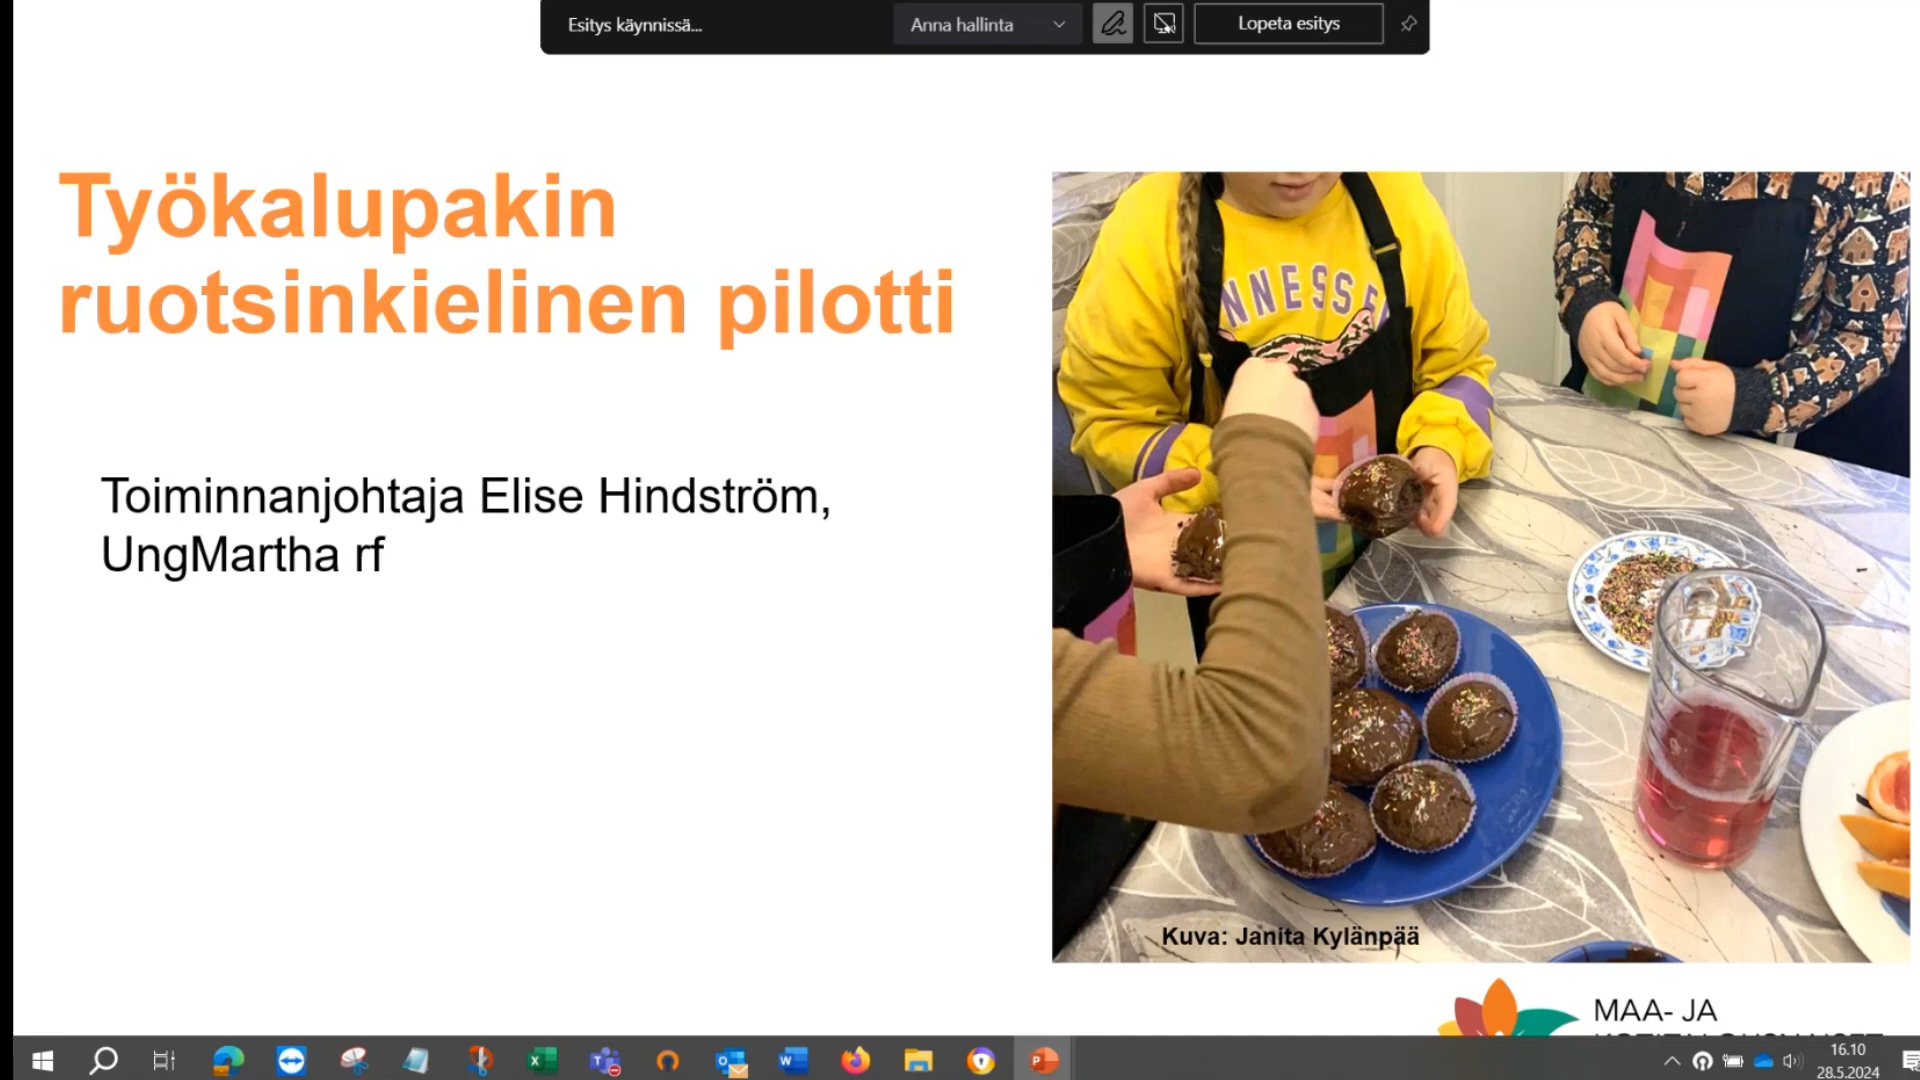 Esitys käynnissä...
Anna hallinta
Lopeta esitys
Työkalupakin
ruotsinkielinen pilotti
Toiminnanjohtaja Elise Hindström,
UngMartha rf
NNESSE
Kuva: Janita Kylänpää
MAA- JA
16.10
28.5.2024